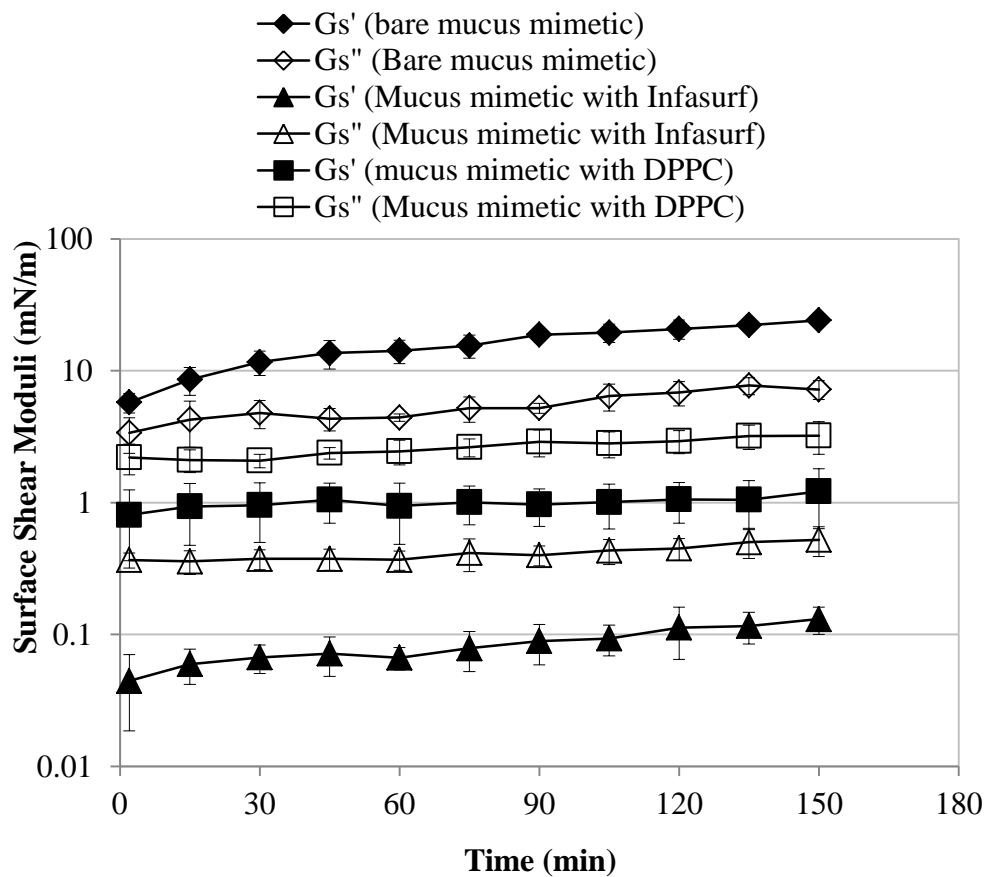 Gs' (bare mucus mimetic)
Gs" (Bare mucus mimetic)
Gs' (Mucus mimetic with Infasurf)
Gs" (Mucus mimetic with Infasurf)
Gs' (mucus mimetic with DPPC)
Gs" (Mucus mimetic with DPPC)
Surface Shear Moduli (mN/m)
100
10
1
0.1
0.01
0 30 60 90 120 150 180
Time (min)